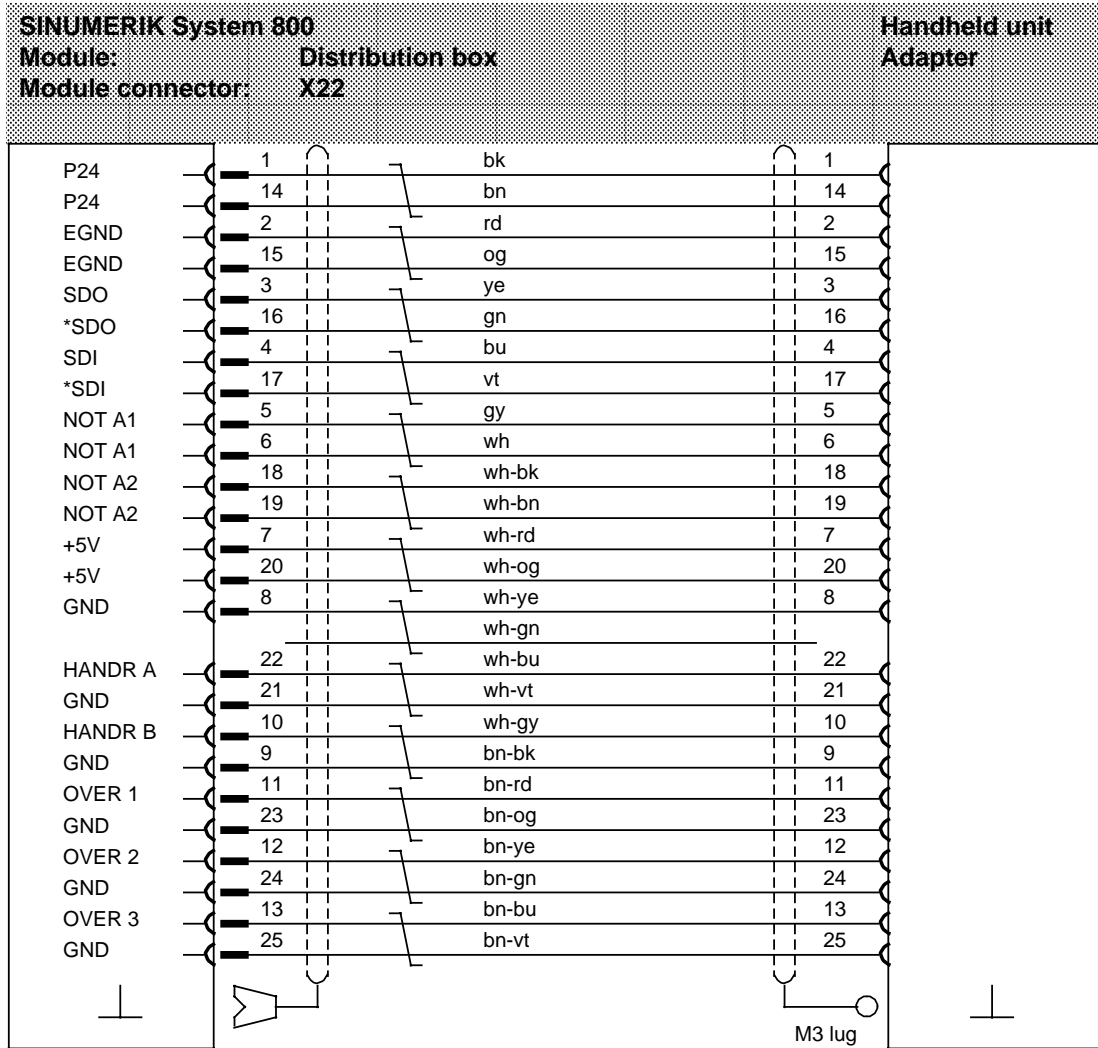 SINUMERIK System 800 Handheld unit
Module: Distribution box Adapter
Module connector: X22
P24 1 bk 1
P24 14 bn 14
EGND 2 rd 2
EGND 15 og 15
SDO 3 ye 3
*SDO 16 gn 16
SDI 4 bu 4
*SDI 17 vt 17
NOT A1 5 gy 5
NOT A1 6 wh 6
NOT A2 18 wh-bk 18
NOT A2 19 wh-bn 19
+5V 7 wh-rd 7
+5V 20 wh-og 20
GND 8 wh-ye 8
wh-gn
HANDR A 22 wh-bu 22
GND 21 wh-vt 21
HANDR B 10 wh-gy 10
GND 9 bn-bk 9
OVER 1 11 bn-rd 11
GND 23 bn-og 23
OVER 2 12 bn-ye 12
GND 24 bn-gn 24
OVER 3 13 bn-bu 13
GND 25 bn-vt 25
M3 lug